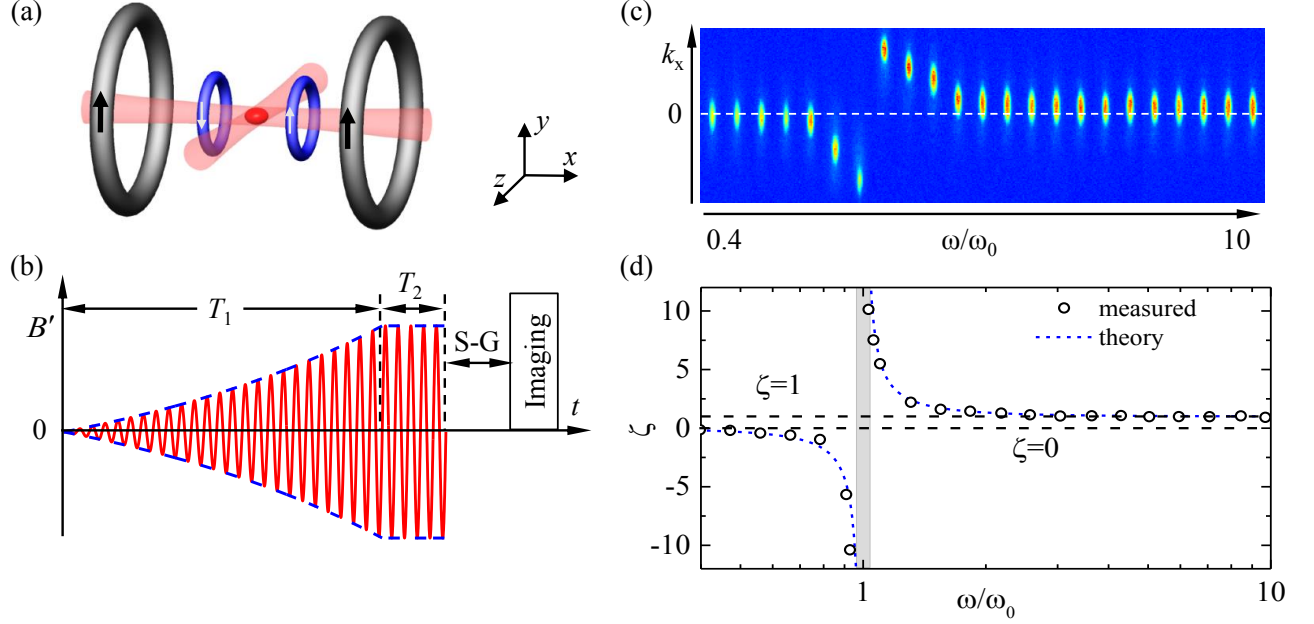 (a)
y
x
z
(b)
T₁
T₂
B′
S-G
Imaging
0
t
(c)
kₓ
0
0.4
ω/ω₀
10
(d)
10
5
0
-5
-10
ζ
ζ=1
ζ=0
measured
theory
1
ω/ω₀
10